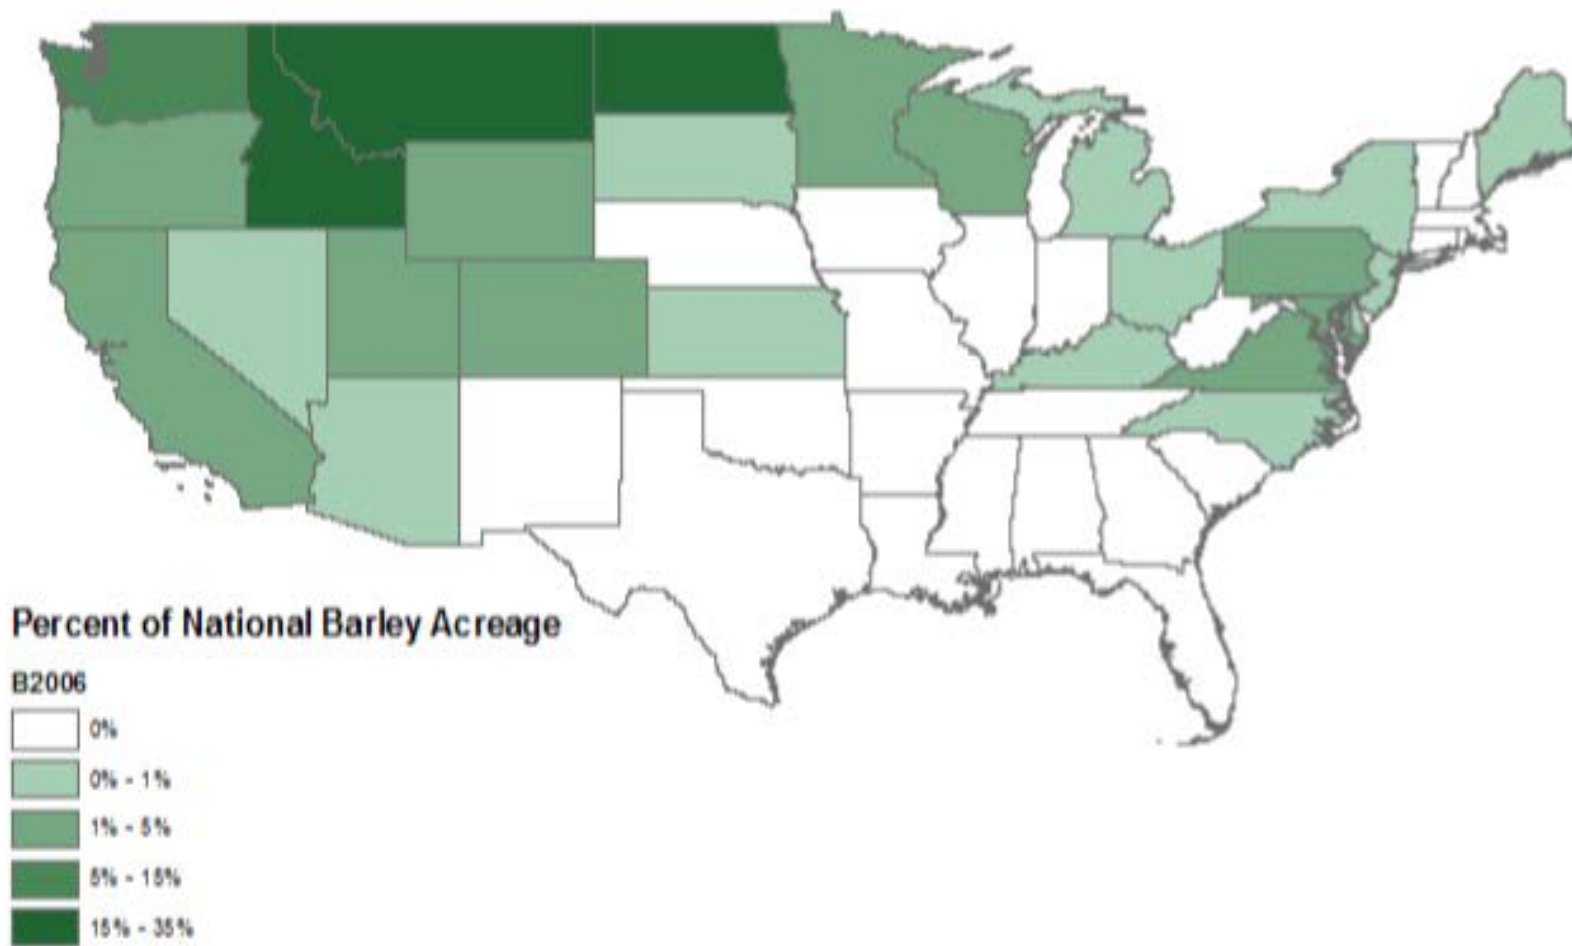 Percent of National Barley Acreage
B2006
0%
0% - 1%
1% - 5%
5% - 15%
15% - 35%